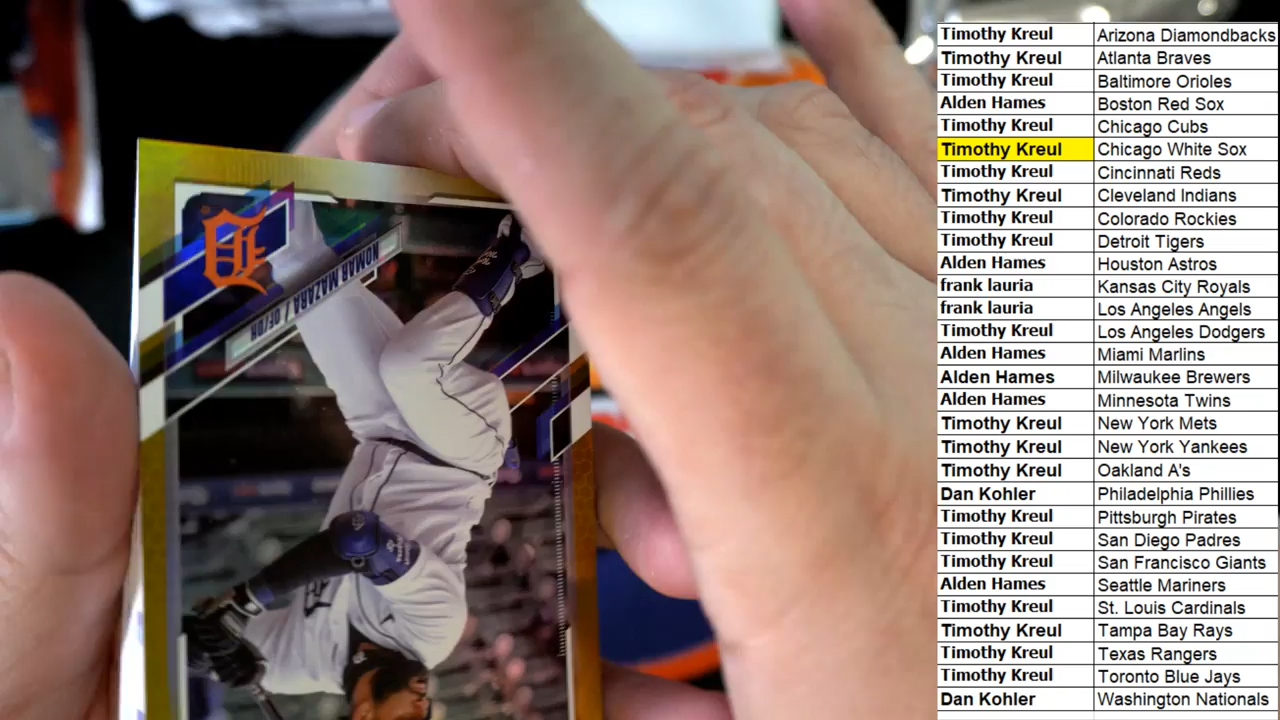 NOMAR MAZARA / OF/DH
Timothy Kreul Arizona Diamondbacks
Timothy Kreul Atlanta Braves
Timothy Kreul Baltimore Orioles
Alden Hames Boston Red Sox
Timothy Kreul Chicago Cubs
Timothy Kreul Chicago White Sox
Timothy Kreul Cincinnati Reds
Timothy Kreul Cleveland Indians
Timothy Kreul Colorado Rockies
Timothy Kreul Detroit Tigers
Alden Hames Houston Astros
frank lauria Kansas City Royals
frank lauria Los Angeles Angels
Timothy Kreul Los Angeles Dodgers
Alden Hames Miami Marlins
Alden Hames Milwaukee Brewers
Alden Hames Minnesota Twins
Timothy Kreul New York Mets
Timothy Kreul New York Yankees
Timothy Kreul Oakland A's
Dan Kohler Philadelphia Phillies
Timothy Kreul Pittsburgh Pirates
Timothy Kreul San Diego Padres
Timothy Kreul San Francisco Giants
Alden Hames Seattle Mariners
Timothy Kreul St. Louis Cardinals
Timothy Kreul Tampa Bay Rays
Timothy Kreul Texas Rangers
Timothy Kreul Toronto Blue Jays
Dan Kohler Washington Nationals